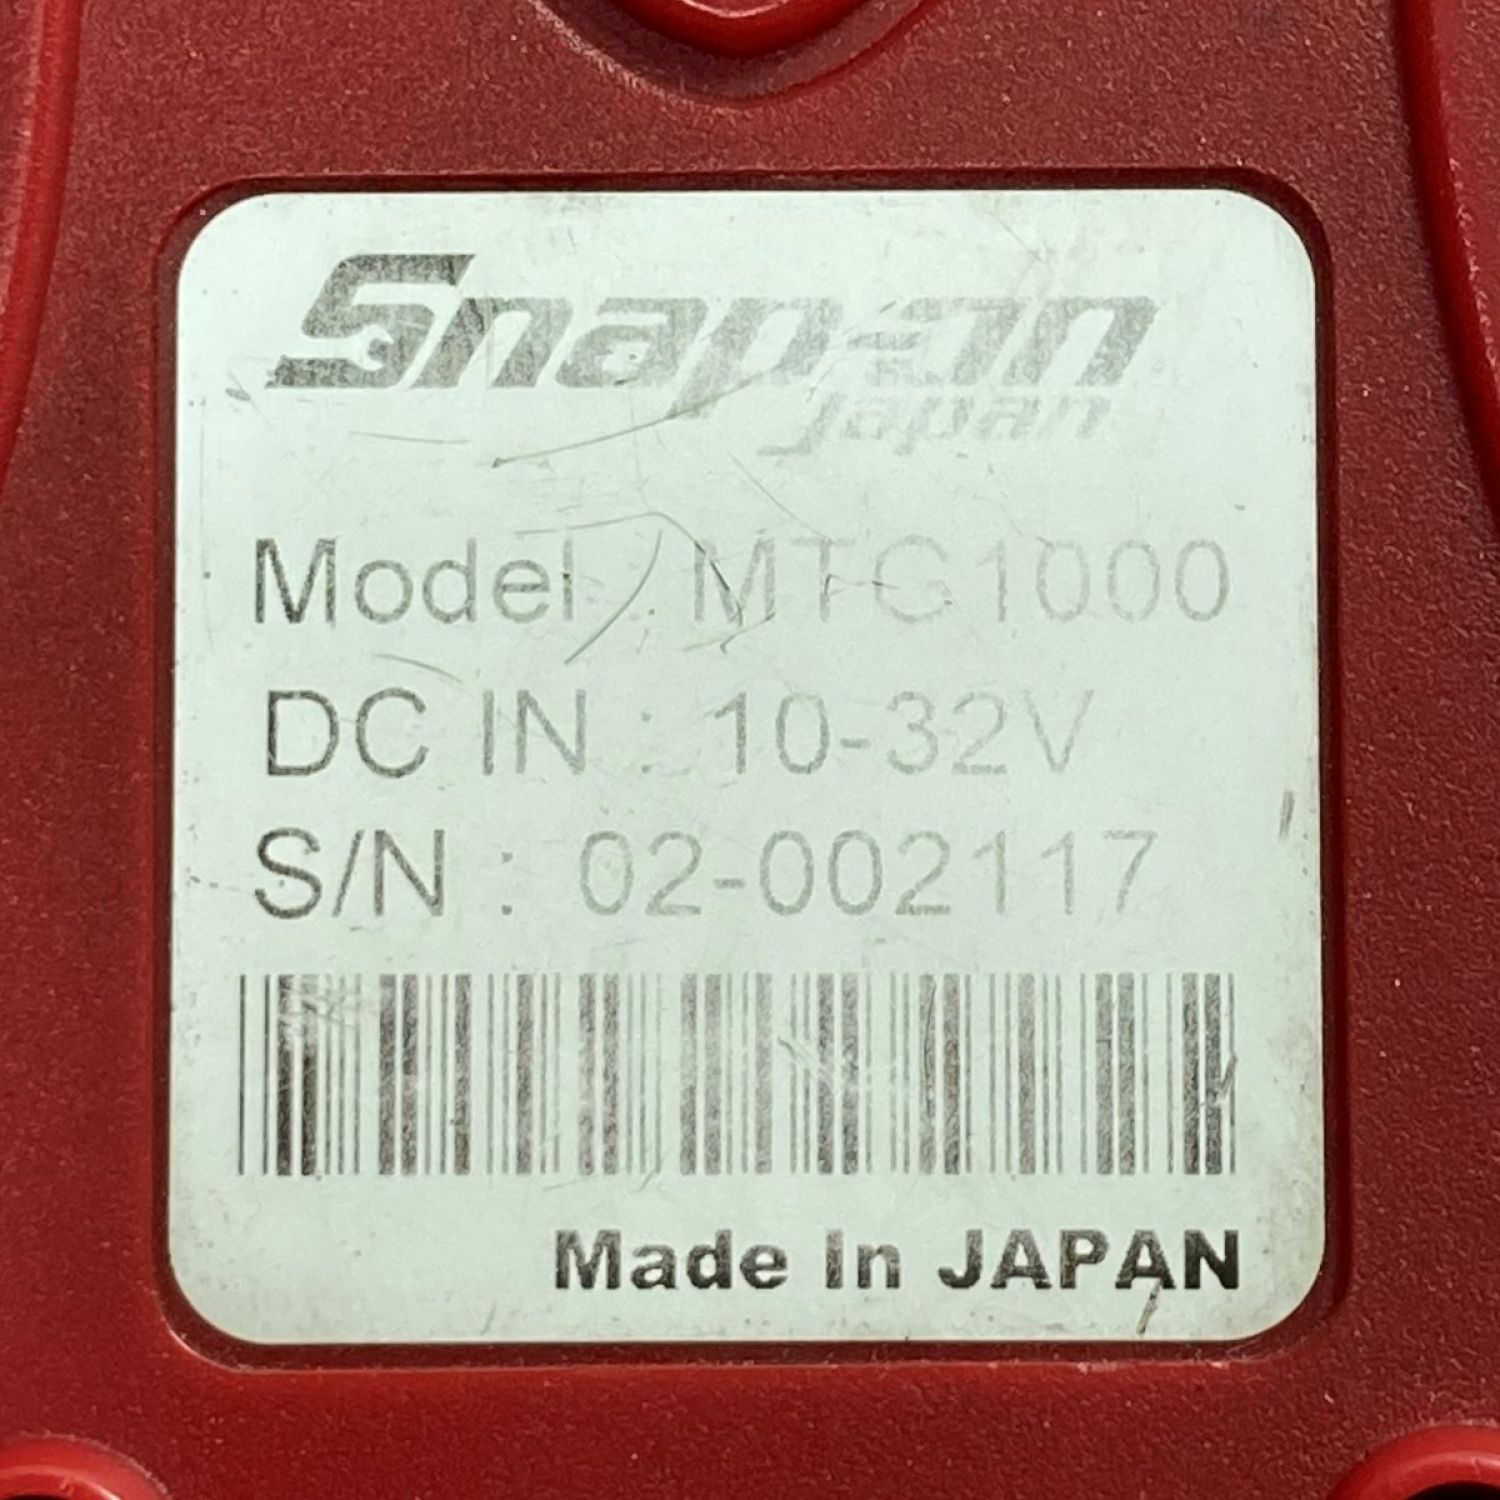 Snap-on
Japan
Model : MTG1000
DC IN : 10-32V
S/N : 02-002117
Made In JAPAN